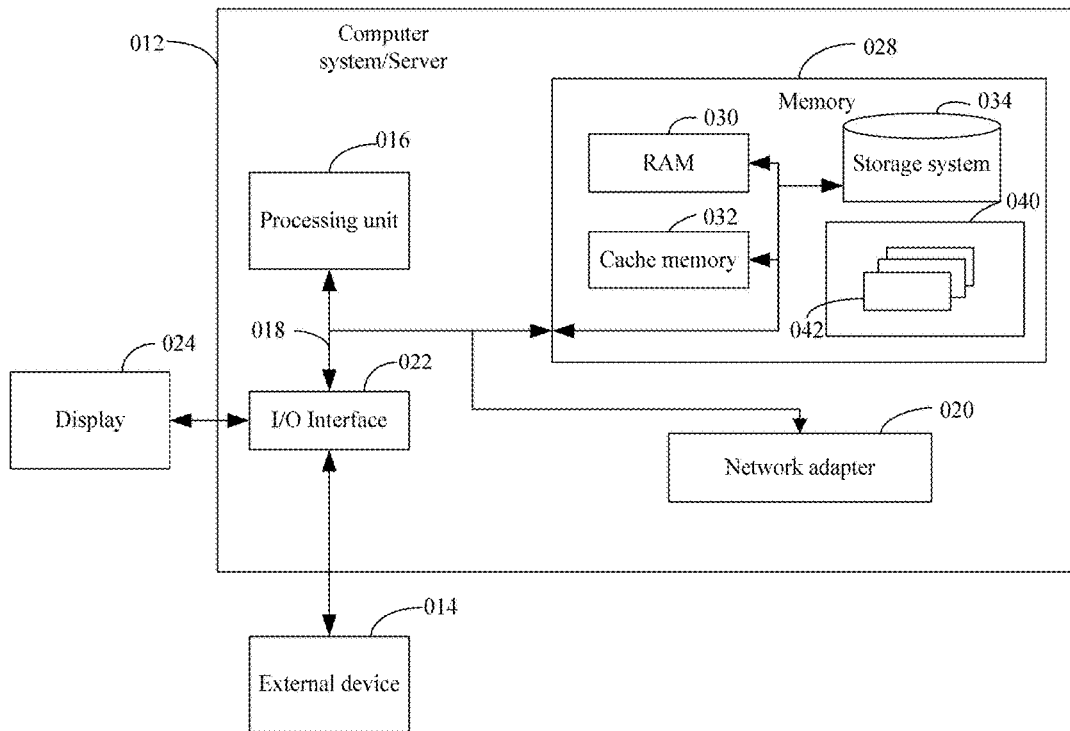 012
Computer
system/Server
028
Memory
034
030
RAM
Storage system
016
Processing unit
032
Cache memory
040
042
018
024
Display
022
I/O Interface
020
Network adapter
014
External device